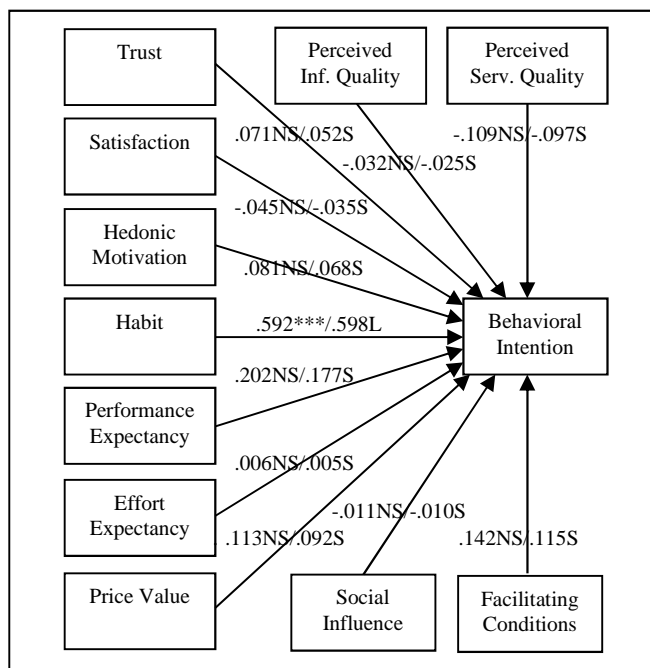 Trust
Perceived
Inf. Quality
Perceived
Serv. Quality
.071NS/.052S
-.032NS/-.025S
-.109NS/-.097S
Satisfaction
-.045NS/-.035S
Hedonic
Motivation
.081NS/.068S
Habit
.592***/.598L
Behavioral
Intention
.202NS/.177S
Performance
Expectancy
.006NS/.005S
Effort
Expectancy
-.011NS/-.010S
.113NS/.092S
.142NS/.115S
Price Value
Social
Influence
Facilitating
Conditions